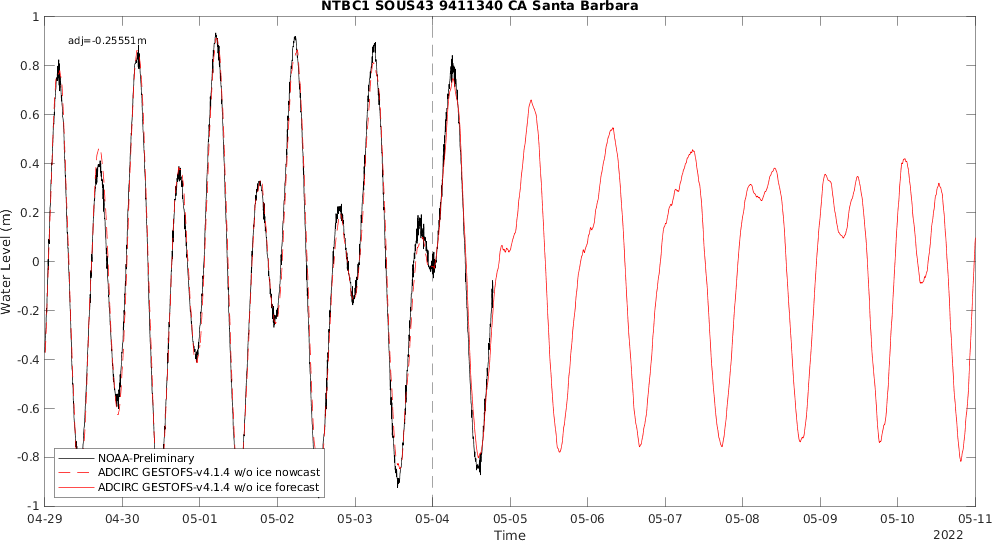 NTBC1 SOUS43 9411340 CA Santa Barbara
adj=-0.25551m
Water Level (m)
1
0.8
0.6
0.4
0.2
0
-0.2
-0.4
-0.6
-0.8
-1
NOAA-Preliminary
ADCIRC GESTOFS-v4.1.4 w/o ice nowcast
ADCIRC GESTOFS-v4.1.4 w/o ice forecast
04-29 04-30 05-01 05-02 05-03 05-04 05-05 05-06 05-07 05-08 05-09 05-10 05-11
Time
2022